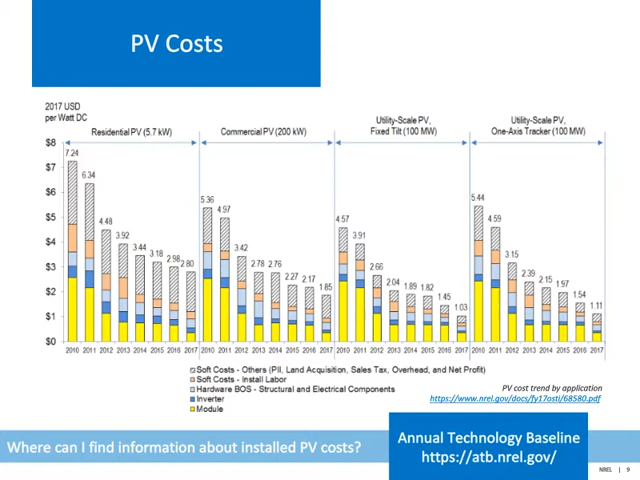 PV Costs
2017 USD
per Watt DC
Residential PV (5.7 kW)
Commercial PV (200 kW)
Utility-Scale PV,
Fixed Tilt (100 MW)
Utility-Scale PV,
One-Axis Tracker (100 MW)
$8
$7
$6
$5
$4
$3
$2
$1
$0
7.24 6.34 4.48 3.92 3.44 3.18 2.98 2.80
5.36 4.97 3.42 2.78 2.76 2.27 2.17 1.85
4.57 3.91 2.66 2.04 1.89 1.82 1.45 1.03
5.44 4.59 3.15 2.39 2.15 1.97 1.54 1.11
2010 2011 2012 2013 2014 2015 2016 2017 2010 2011 2012 2013 2014 2015 2016 2017 2010 2011 2012 2013 2014 2015 2016 2017 2010 2011 2012 2013 2014 2015 2016 2017
Soft Costs - Others (PII, Land Acquisition, Sales Tax, Overhead, and Net Profit)
Soft Costs - Install Labor
Hardware BOS - Structural and Electrical Components
Inverter
Module
PV cost trend by application
https://www.nrel.gov/docs/fy17osti/68580.pdf
Where can I find information about installed PV costs?
Annual Technology Baseline
https://atb.nrel.gov/
NREL | 9